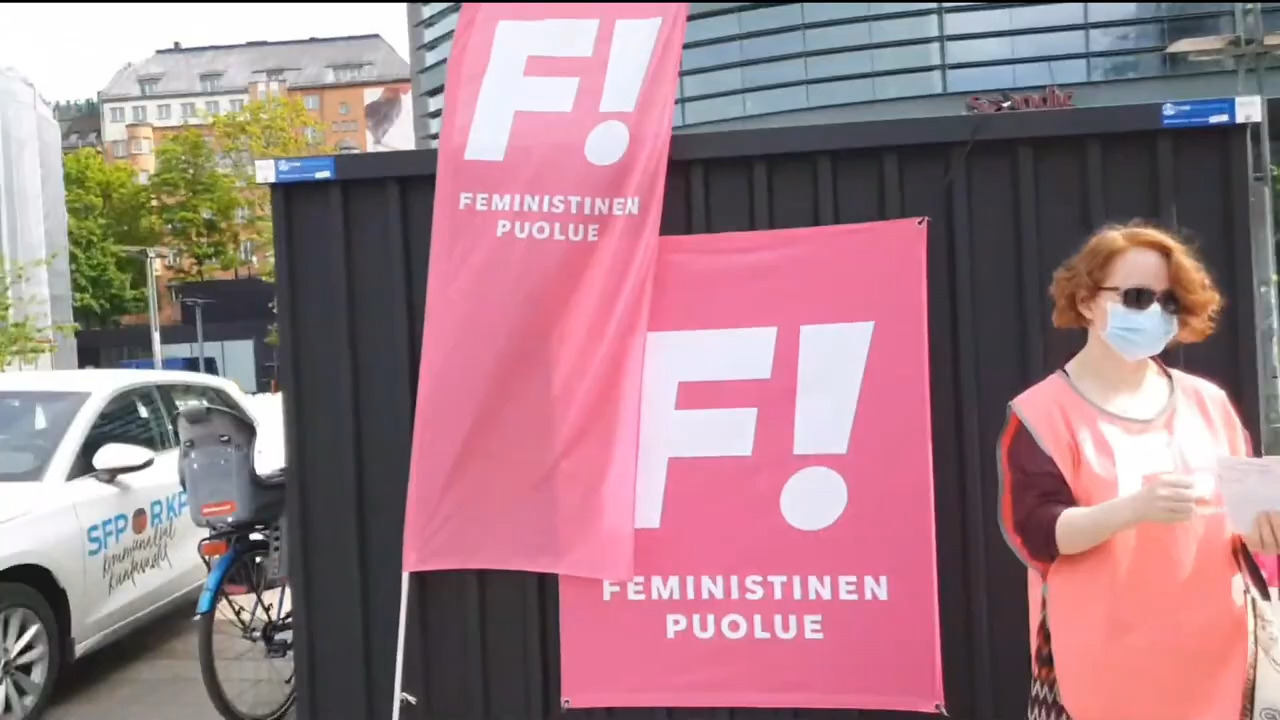 F!
FEMINISTINEN
PUOLUE
Scandic
F!
FEMINISTINEN
PUOLUE
SFP RKP
kommunalval
kuntavaalit